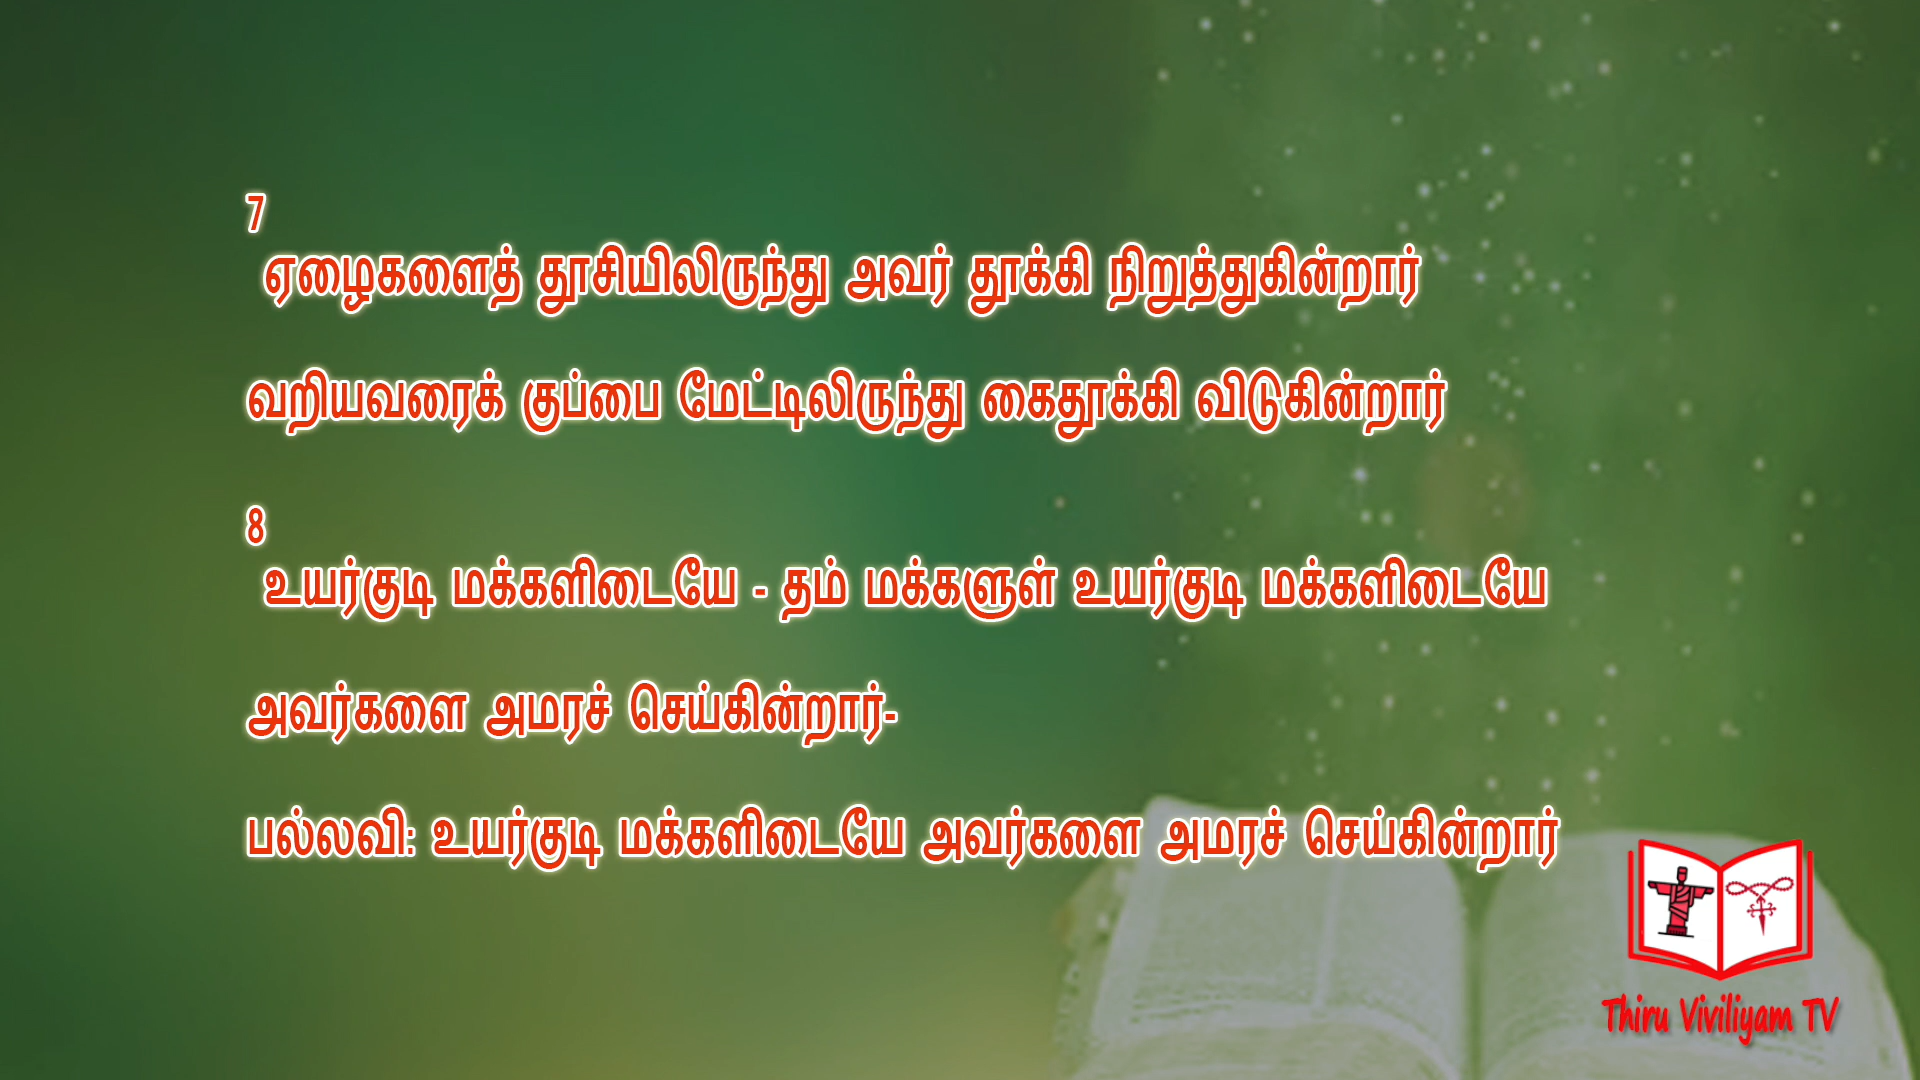 7
ஏழைகளைத் தூசியிலிருந்து அவர் தூக்கி நிறுத்துகின்றார்
வறியவரைக் குப்பை மேட்டிலிருந்து கைதூக்கி விடுகின்றார்
8
உயர்குடி மக்களிடையே - தம் மக்களுள் உயர்குடி மக்களிடையே
அவர்களை அமரச் செய்கின்றார்-
பல்லவி: உயர்குடி மக்களிடையே அவர்களை அமரச் செய்கின்றார்
Thiru Viviliyam TV